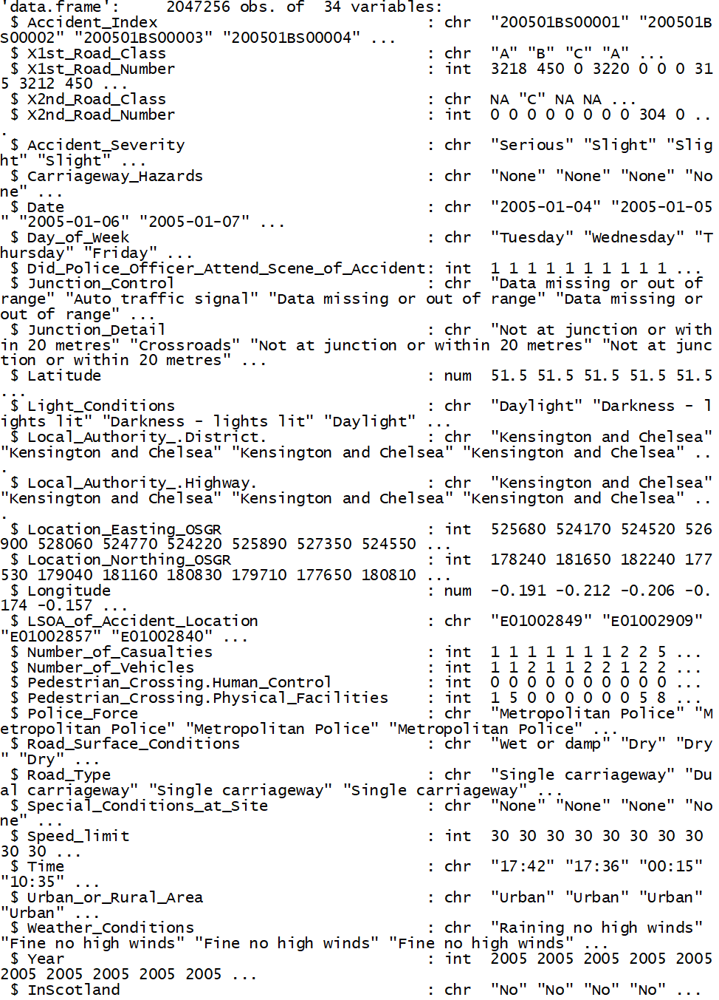 'data.frame':	2047256 obs. of  34 variables:
 $ Accident_Index                             : chr  "200501BS00001" "200501B
S00002" "200501BS00003" "200501BS00004" ...
 $ X1st_Road_Class                            : chr  "A" "B" "C" "A" ...
 $ X1st_Road_Number                           : int  3218 450 0 3220 0 0 0 31
5 3212 450 ...
 $ X2nd_Road_Class                            : chr  NA "C" NA NA ...
 $ X2nd_Road_Number                           : int  0 0 0 0 0 0 0 0 304 0 ..
.
 $ Accident_Severity                          : chr  "Serious" "Slight" "Slig
ht" "Slight" ...
 $ Carriageway_Hazards                        : chr  "None" "None" "None" "No
ne" ...
 $ Date                                       : chr  "2005-01-04" "2005-01-05
" "2005-01-06" "2005-01-07" ...
 $ Day_of_Week                                : chr  "Tuesday" "Wednesday" "T
hursday" "Friday" ...
 $ Did_Police_Officer_Attend_Scene_of_Accident: int  1 1 1 1 1 1 1 1 1 1 ...
 $ Junction_Control                           : chr  "Data missing or out of
range" "Auto traffic signal" "Data missing or out of range" "Data missing or
out of range" ...
 $ Junction_Detail                            : chr  "Not at junction or with
in 20 metres" "Crossroads" "Not at junction or within 20 metres" "Not at junc
tion or within 20 metres" ...
 $ Latitude                                   : num  51.5 51.5 51.5 51.5 51.5
...
 $ Light_Conditions                           : chr  "Daylight" "Darkness - l
ights lit" "Darkness - lights lit" "Daylight" ...
 $ Local_Authority_.District.                 : chr  "Kensington and Chelsea"
"Kensington and Chelsea" "Kensington and Chelsea" "Kensington and Chelsea" ..
.
 $ Local_Authority_.Highway.                  : chr  "Kensington and Chelsea"
"Kensington and Chelsea" "Kensington and Chelsea" "Kensington and Chelsea" ..
.
 $ Location_Easting_OSGR                      : int  525680 524170 524520 526
900 528060 524770 524220 525890 527350 524550 ...
 $ Location_Northing_OSGR                     : int  178240 181650 182240 177
530 179040 181160 180830 179710 177650 180810 ...
 $ Longitude                                  : num  -0.191 -0.212 -0.206 -0.
174 -0.157 ...
 $ LSOA_of_Accident_Location                  : chr  "E01002849" "E01002909"
"E01002857" "E01002840" ...
 $ Number_of_Casualties                       : int  1 1 1 1 1 1 1 2 2 5 ...
 $ Number_of_Vehicles                         : int  1 1 2 1 1 2 2 1 2 2 ...
 $ Pedestrian_Crossing.Human_Control          : int  0 0 0 0 0 0 0 0 0 0 ...
 $ Pedestrian_Crossing.Physical_Facilities    : int  1 5 0 0 0 0 0 0 5 8 ...
 $ Police_Force                               : chr  "Metropolitan Police" "M
etropolitan Police" "Metropolitan Police" "Metropolitan Police" ...
 $ Road_Surface_Conditions                    : chr  "Wet or damp" "Dry" "Dry
" "Dry" ...
 $ Road_Type                                  : chr  "Single carriageway" "Du
al carriageway" "Single carriageway" "Single carriageway" ...
 $ Special_Conditions_at_Site                 : chr  "None" "None" "None" "No
ne" ...
 $ Speed_limit                                : int  30 30 30 30 30 30 30 30
30 30 ...
 $ Time                                       : chr  "17:42" "17:36" "00:15"
"10:35" ...
 $ Urban_or_Rural_Area                        : chr  "Urban" "Urban" "Urban"
"Urban" ...
 $ Weather_Conditions                         : chr  "Raining no high winds"
"Fine no high winds" "Fine no high winds" "Fine no high winds" ...
 $ Year                                       : int  2005 2005 2005 2005 2005
2005 2005 2005 2005 2005 ...
 $ InScotland                                 : chr  "No" "No" "No" "No" ...